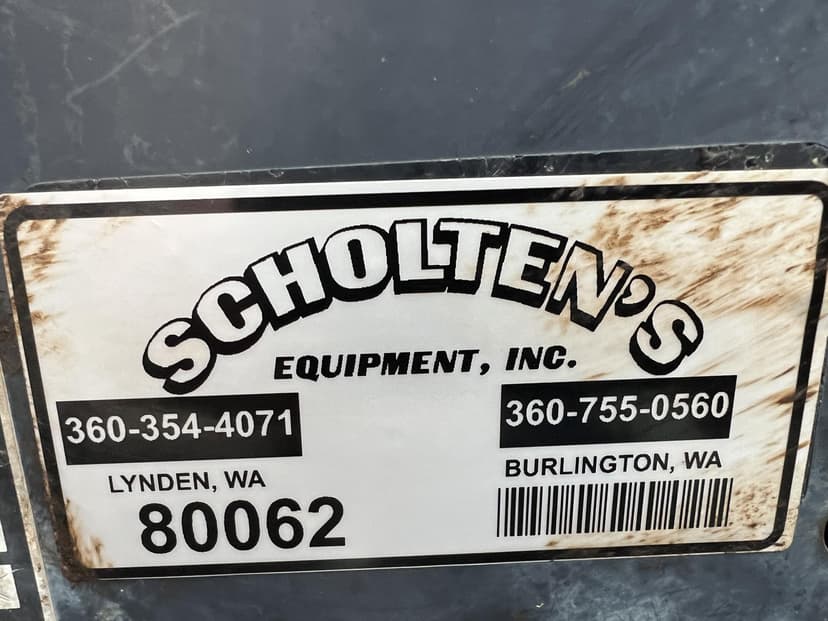 SCHOLTEN'S
EQUIPMENT, INC.
360-354-4071
LYNDEN, WA
80062
360-755-0560
BURLINGTON, WA